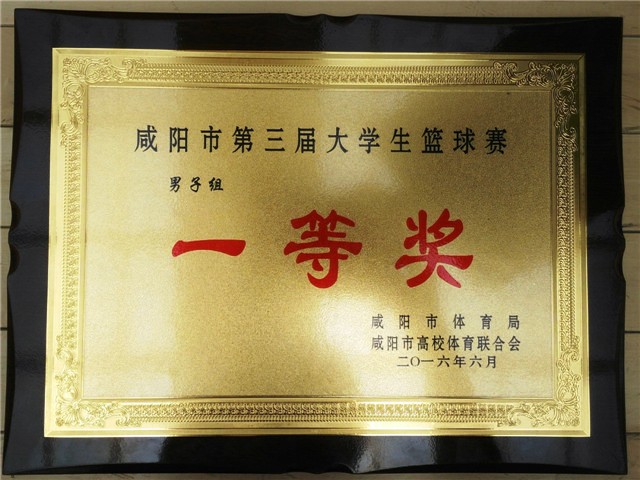 咸阳市第三届大学生篮球赛
男子组
一等奖
咸阳市体育局
咸阳市高校体育联合会
二〇一六年六月